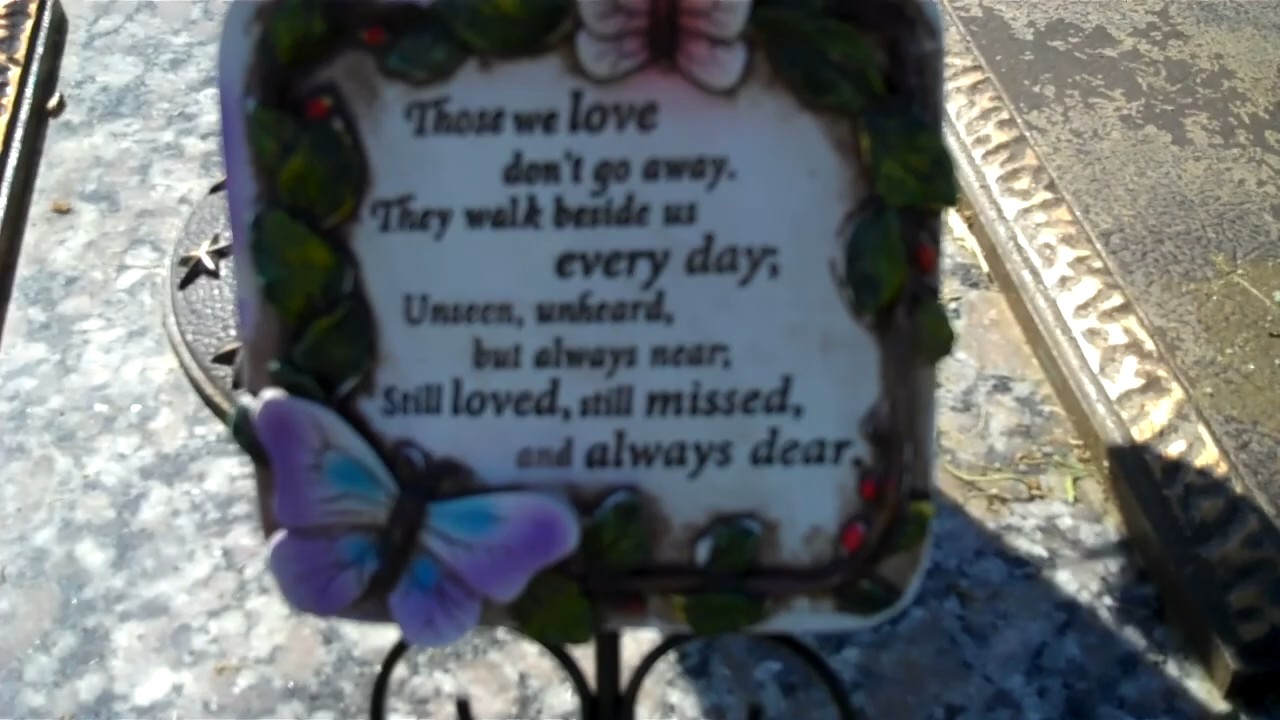 Those we love
don't go away.
They walk beside us
every day;
Unseen, unheard,
but always near;
Still loved, still missed,
and always dear.